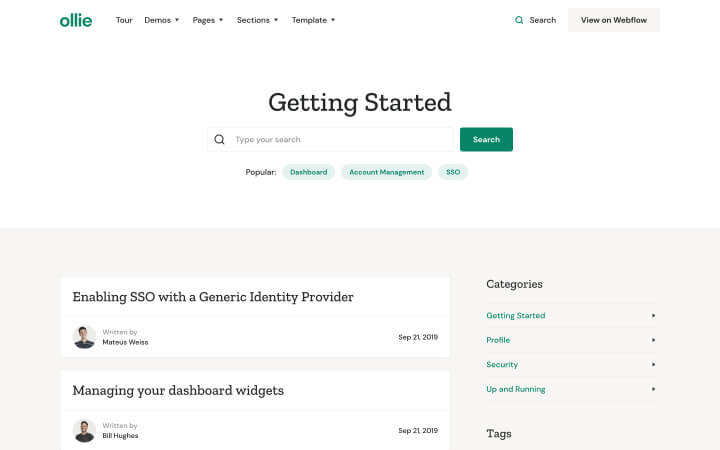 ollie Tour Demos Pages Sections Template Search View on Webflow
Getting Started
Type your search Search
Popular: Dashboard Account Management SSO
Enabling SSO with a Generic Identity Provider
Written by
Mateus Weiss
Sep 21, 2019
Managing your dashboard widgets
Written by
Bill Hughes
Sep 21, 2019
Categories
Getting Started
Profile
Security
Up and Running
Tags